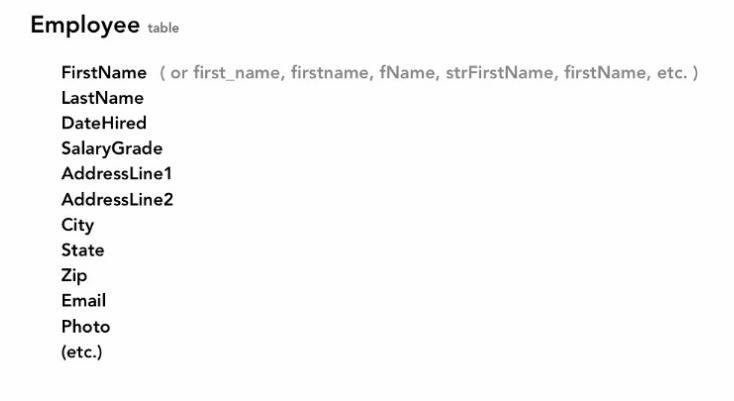 Employee table
FirstName ( or first_name, firstname, fName, strFirstName, firstName, etc. )
LastName
DateHired
SalaryGrade
AddressLine1
AddressLine2
City
State
Zip
Email
Photo
(etc.)